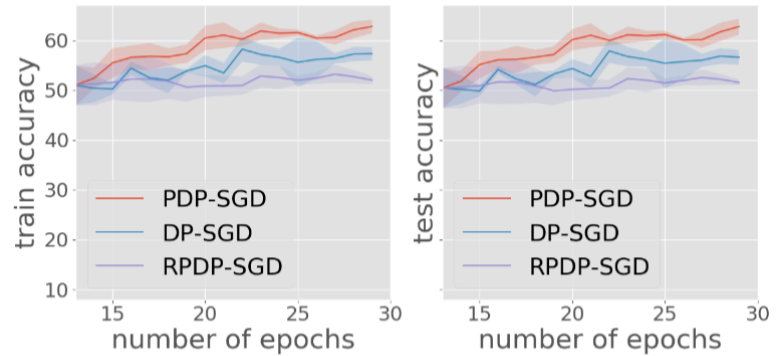 train accuracy
60
50
40
30
20
10
PDP-SGD
DP-SGD
RPDP-SGD
15
20
25
30
number of epochs
test accuracy
PDP-SGD
DP-SGD
RPDP-SGD
15
20
25
30
number of epochs